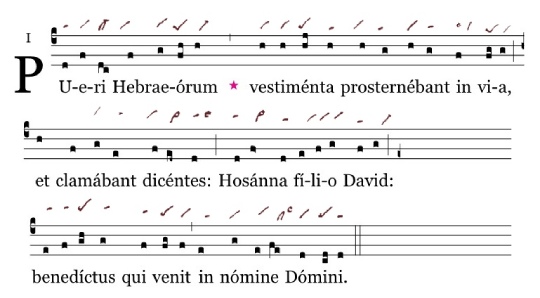 I
PU-e-ri Hebrae-órum ★ vestiménta prosternébant in vi-a,
et clamábant dicéntes: Hosánna fí-li-o David:
benedíctus qui venit in nómine Dómini.